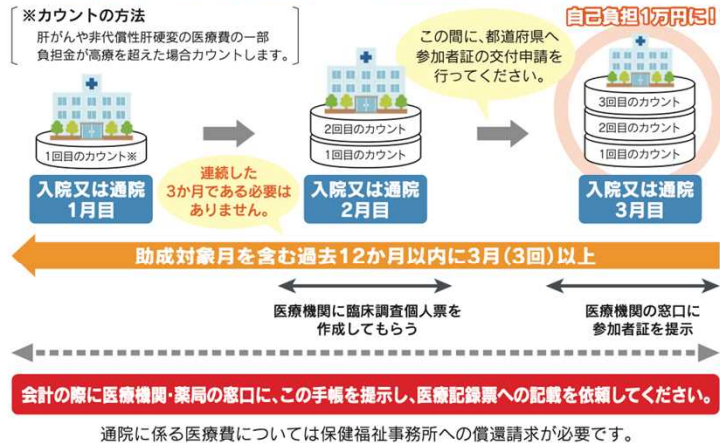 ※カウントの方法
肝がんや非代償性肝硬変の医療費の一部
負担金が高療を超えた場合カウントします。
この間に、都道府県へ
参加者証の交付申請を
行ってください。
自己負担1万円に!
1回目のカウント※
2回目のカウント
1回目のカウント
3回目のカウント
2回目のカウント
1回目のカウント
入院又は通院
1月目
連続した
3か月である必要は
ありません。
入院又は通院
2月目
入院又は通院
3月目
助成対象月を含む過去12か月以内に3月(3回)以上
医療機関に臨床調査個人票を
作成してもらう
医療機関の窓口に
参加者証を提示
会計の際に医療機関・薬局の窓口に、この手帳を提示し、医療記録票への記載を依頼してください。
通院に係る医療費については保健福祉事務所への償還請求が必要です。